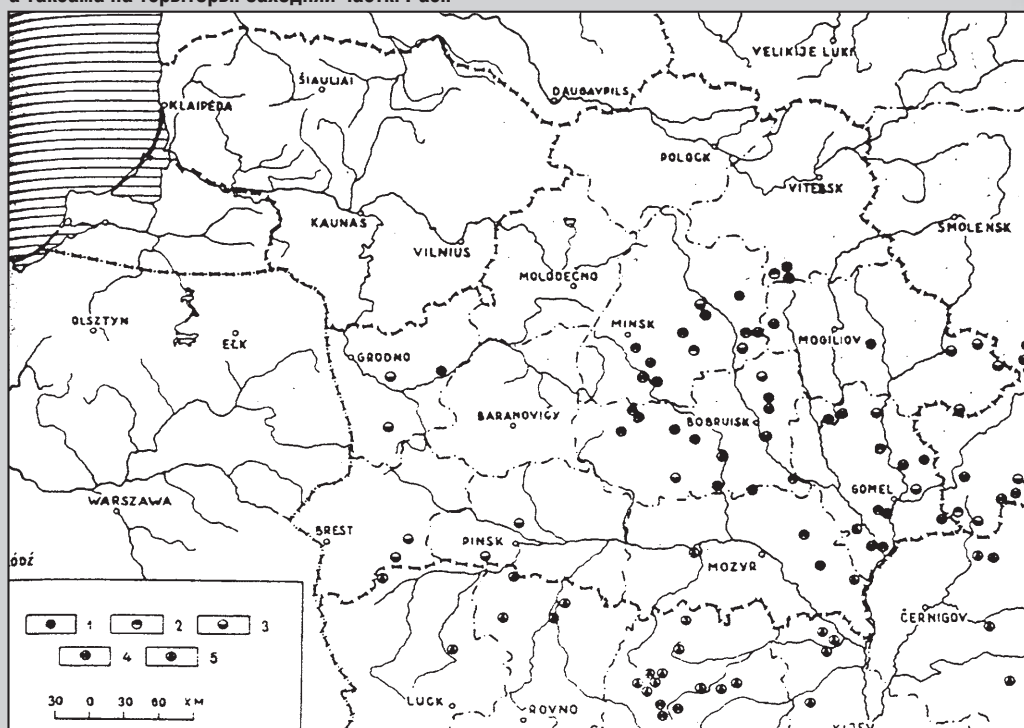 VELIKIJE LUKI
ŠIAULIAI
DAUGAVPILS
KLAIPĖDA
POLOCK
VITEBSK
KAUNAS
SMOLENSK
VILNIUS
MOLODEČNO
OLSZTYN
MINSK
EŁK
MOGILIOV
GRODNO
BARANOVIČY
BOBRUISK
GOMEL
WARSZAWA
BREST
PINSK
ÓDŹ
MOZYR
ČERNIGOV
1 2 3
4 5
30 0 30 60 KM
LUCK
ROVNO